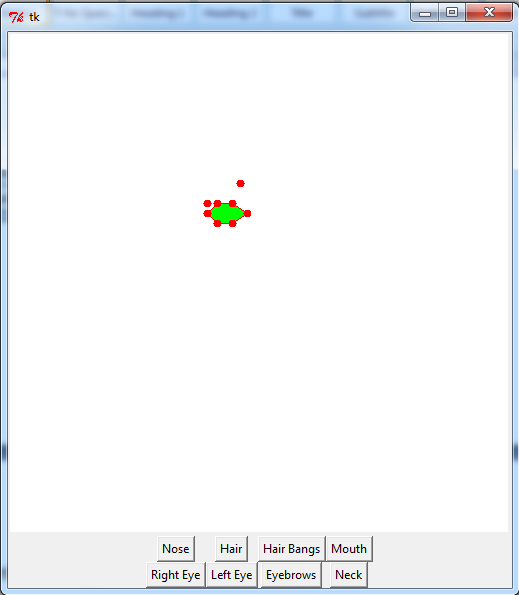 tk
Nose Hair Hair Bangs Mouth
Right Eye Left Eye Eyebrows Neck